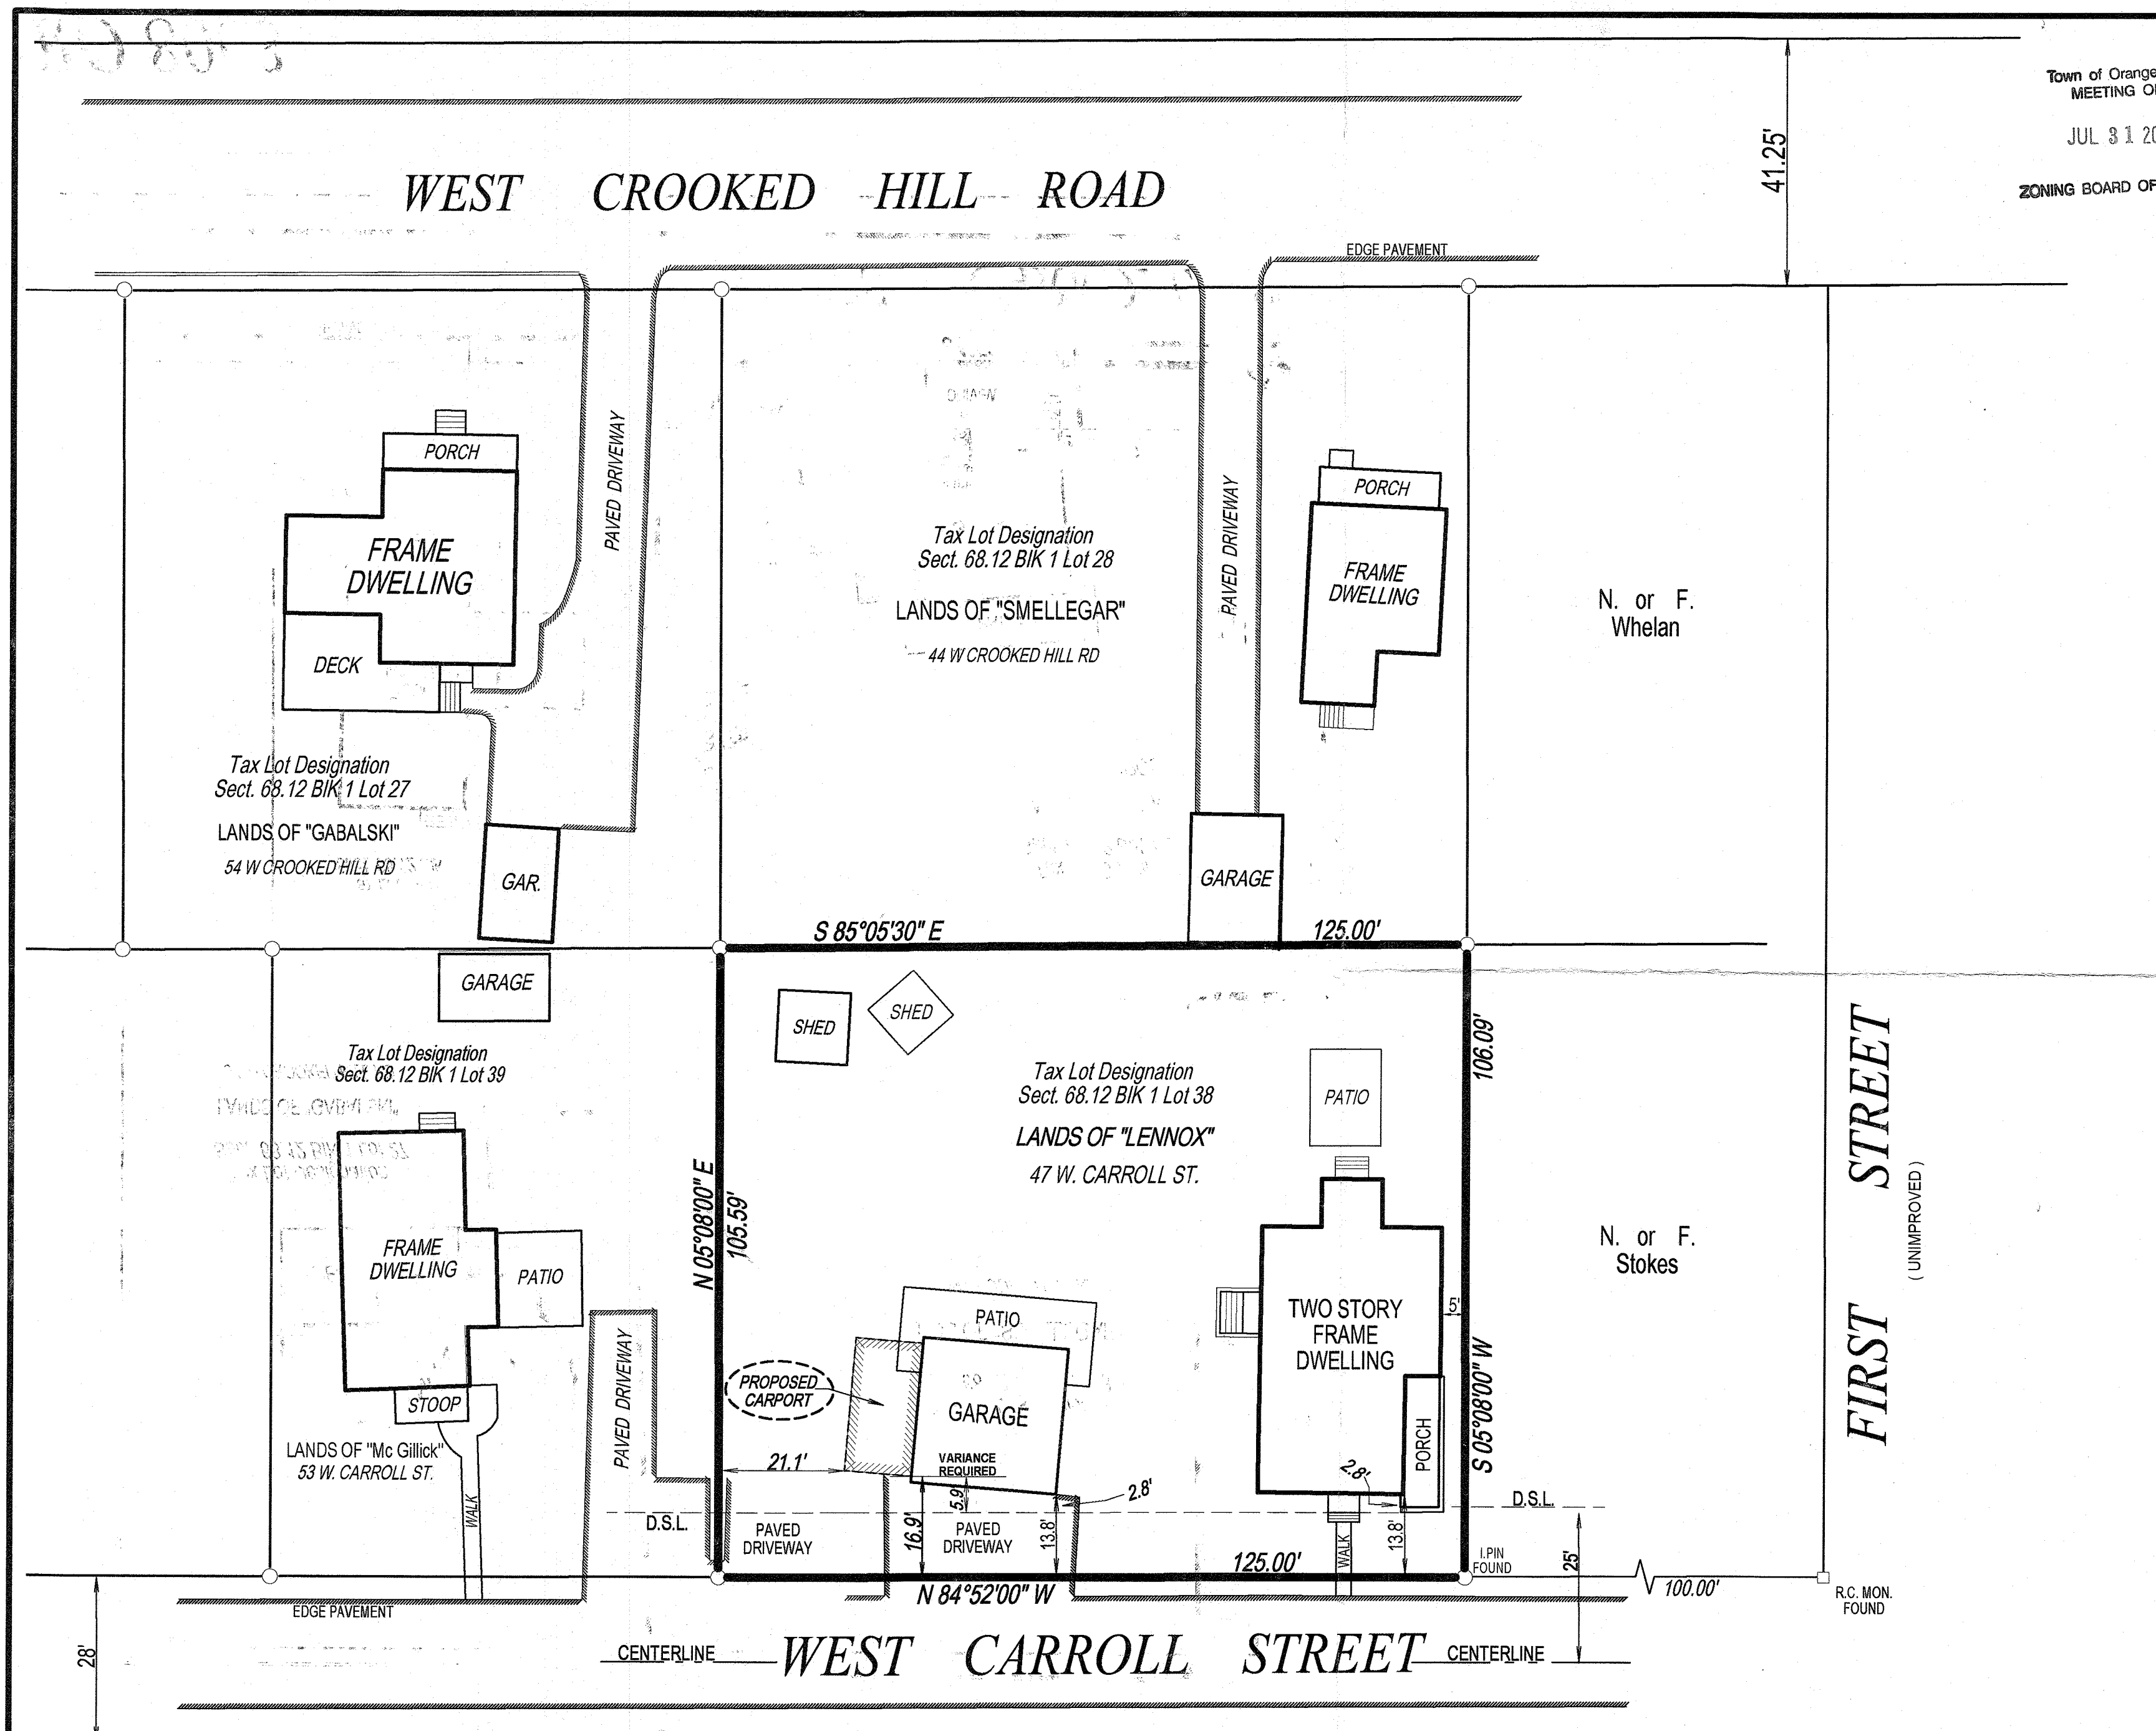 Town of Orange
MEETING O
JUL 31 20
ZONING BOARD OF
41.25'
WEST CROOKED HILL ROAD
EDGE PAVEMENT
PORCH
FRAME
DWELLING
DECK
PAVED DRIVEWAY
Tax Lot Designation
Sect. 68.12 BlK 1 Lot 27
LANDS OF "GABALSKI"
54 W CROOKED HILL RD
GAR.
Tax Lot Designation
Sect. 68.12 BlK 1 Lot 28
LANDS OF "SMELLEGAR"
44 W CROOKED HILL RD
PAVED DRIVEWAY
PORCH
FRAME
DWELLING
GARAGE
N. or F.
Whelan
S 85°05'30" E
125.00'
GARAGE
Tax Lot Designation
Sect. 68.12 BlK 1 Lot 39
FRAME
DWELLING
PATIO
STOOP
LANDS OF "Mc Gillick"
53 W. CARROLL ST.
WALK
PAVED DRIVEWAY
N 05°08'00" E
105.59'
SHED
SHED
Tax Lot Designation
Sect. 68.12 BlK 1 Lot 38
LANDS OF "LENNOX"
47 W. CARROLL ST.
PATIO
106.09'
S 05°08'00" W
PATIO
PROPOSED
CARPORT
GARAGE
VARIANCE
REQUIRED
21.1'
5.9'
2.8'
16.9'
13.8'
TWO STORY
FRAME
DWELLING
5'
PORCH
2.8'
13.8'
WALK
D.S.L.
D.S.L.
PAVED
DRIVEWAY
PAVED
DRIVEWAY
125.00'
N 84°52'00" W
I.PIN
FOUND
25'
100.00'
R.C. MON.
FOUND
N. or F.
Stokes
FIRST STREET
( UNIMPROVED )
EDGE PAVEMENT
28'
CENTERLINE
WEST CARROLL STREET
CENTERLINE